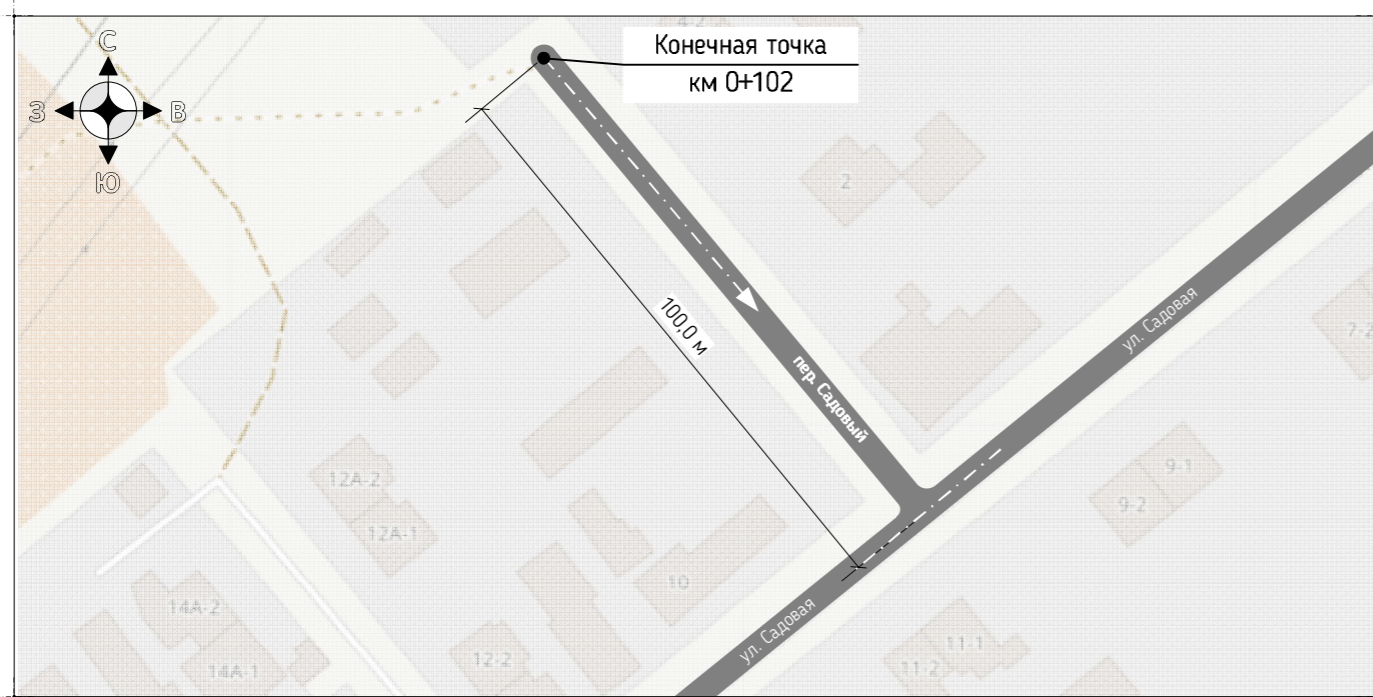 4-2
С
Конечная точка
км 0+102
З
В
Ю
2
100,0 м
ул. Садовая
7-2
пер. Садовый
12А-2
9-1
9-2
12А-1
10
14А-2
ул. Садовая
11-1
12-2
11-2
14А-1